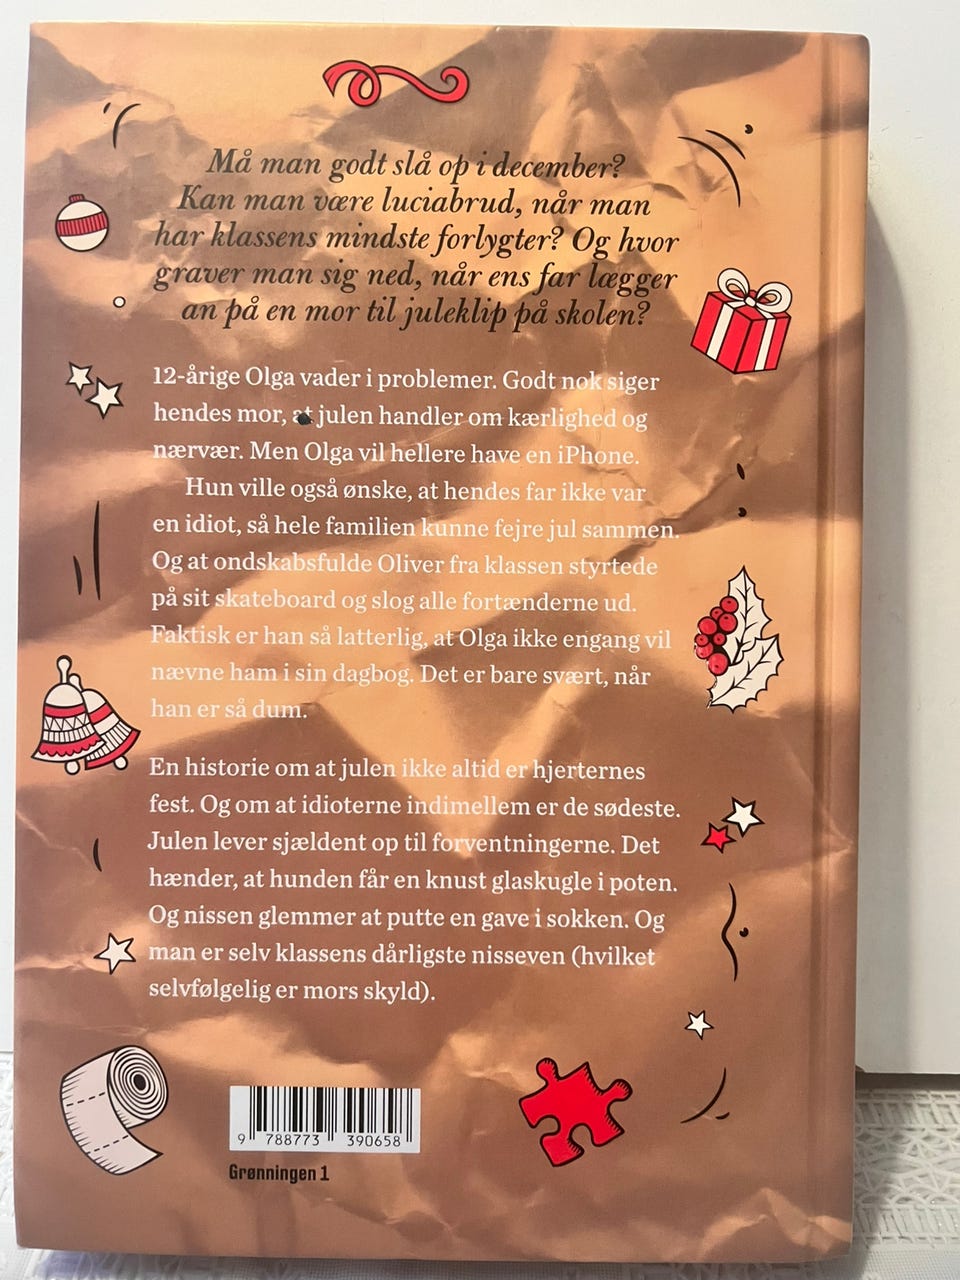 Må man godt slå op i december?
Kan man være luciabrud, når man
har klassens mindste forlygter? Og hvor
graver man sig ned, når ens far lægger
an på en mor til juleklip på skolen?
12-årige Olga vader i problemer. Godt nok siger
hendes mor, at julen handler om kærlighed og
nærvær. Men Olga vil hellere have en iPhone.
Hun ville også ønske, at hendes far ikke var
en idiot, så hele familien kunne fejre jul sammen.
Og at ondskabsfulde Oliver fra klassen styrtede
på sit skateboard og slog alle fortænderne ud.
Faktisk er han så latterlig, at Olga ikke engang vil
nævne ham i sin dagbog. Det er bare svært, når
han er så dum.
En historie om at julen ikke altid er hjerternes
fest. Og om at idioterne indimellem er de sødeste.
Julen lever sjældent op til forventningerne. Det
hænder, at hunden får en knust glaskugle i poten.
Og nissen glemmer at putte en gave i sokken. Og
man er selv klassens dårligste nisseven (hvilket
selvfølgelig er mors skyld).
9 788773 390658
Grønningen 1